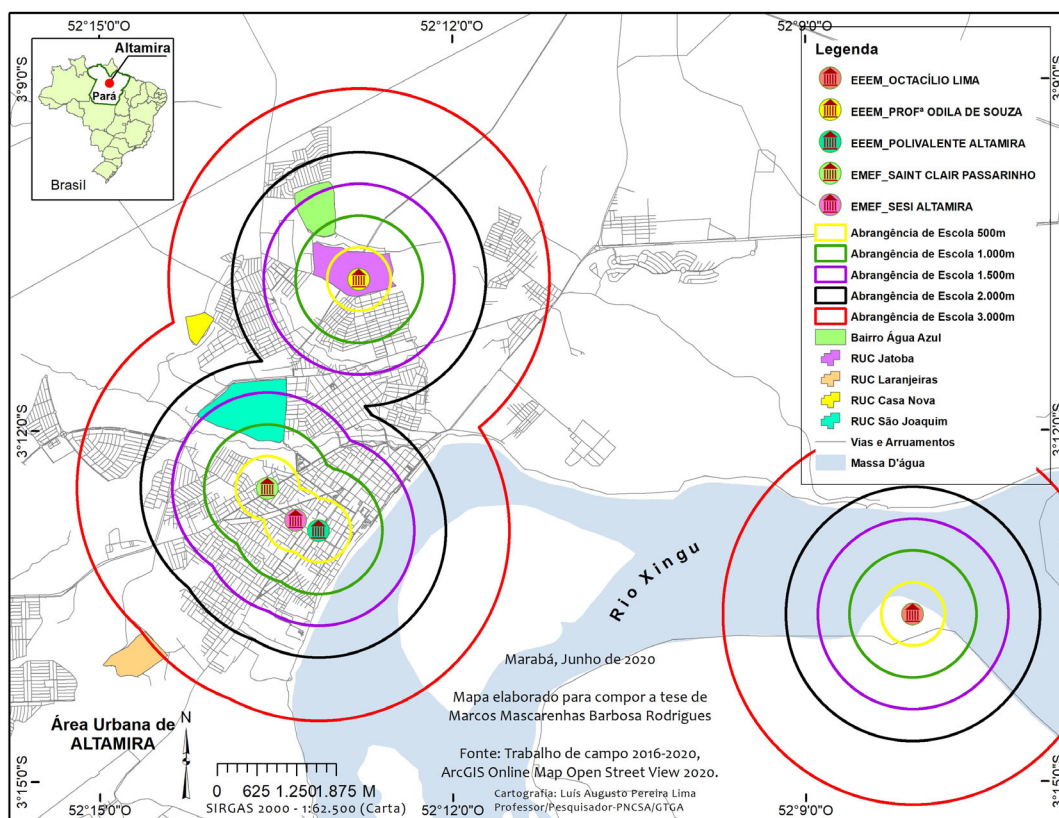 52°15'0"O
52°12'0"O
52°9'0"O
3°9'0"S
3°9'0"S
Altamira
Pará
Brasil
Legenda
EEEM_OCTACÍLIO LIMA
EEEM_PROFª ODILA DE SOUZA
EEEM_POLIVALENTE ALTAMIRA
EMEF_SAINT CLAIR PASSARINHO
EMEF_SESI ALTAMIRA
Abrangência de Escola 500m
Abrangência de Escola 1.000m
Abrangência de Escola 1.500m
Abrangência de Escola 2.000m
Abrangência de Escola 3.000m
Bairro Água Azul
RUC Jatoba
RUC Laranjeiras
RUC Casa Nova
RUC São Joaquim
Vias e Arruamentos
Massa D'água
3°12'0"S
3°12'0"S
Rio Xingu
Marabá, Junho de 2020
Mapa elaborado para compor a tese de
Marcos Mascarenhas Barbosa Rodrigues
Fonte: Trabalho de campo 2016-2020,
ArcGIS Online Map Open Street View 2020.
Cartografia: Luís Augusto Pereira Lima
Professor/Pesquisador-PNCSA/GTGA
Área Urbana de
ALTAMIRA
N
0 625 1.250 1.875 M
SIRGAS 2000 - 1:62.500 (Carta)
3°15'0"S
3°15'0"S
52°15'0"O
52°12'0"O
52°9'0"O